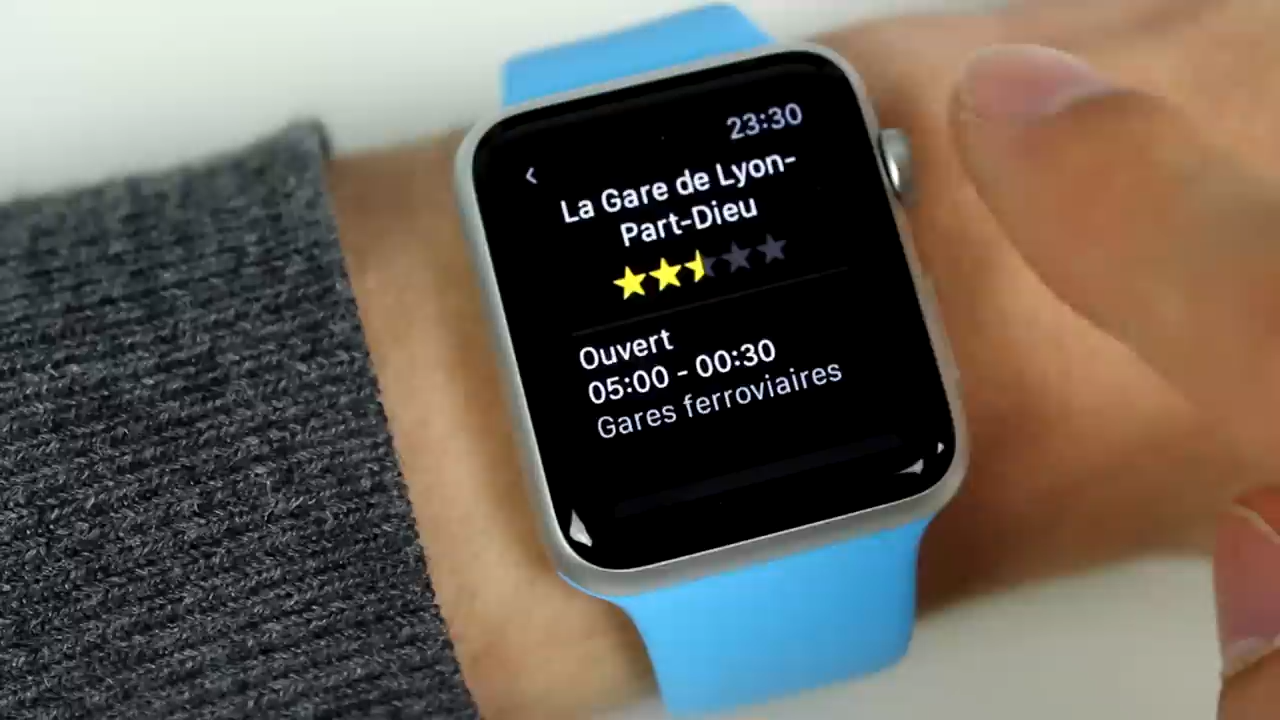 23:30
La Gare de Lyon-
Part-Dieu
Ouvert
05:00 - 00:30
Gares ferroviaires